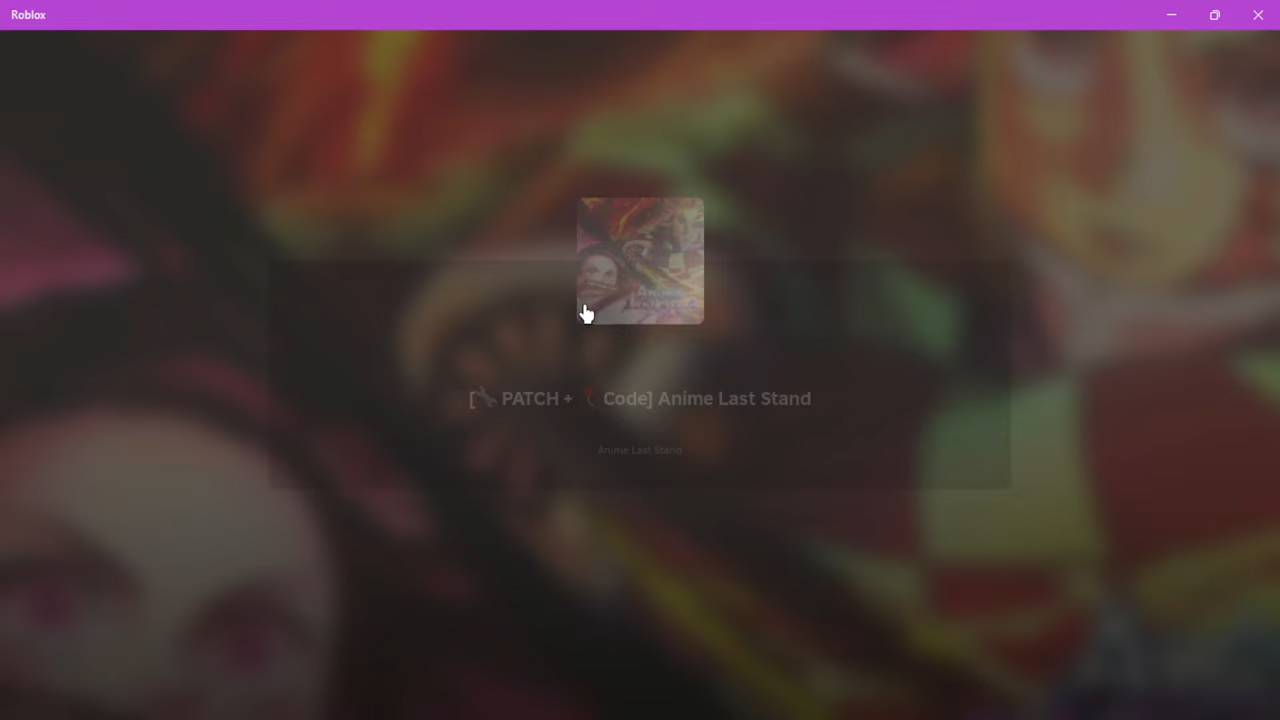 Roblox
[🔧 PATCH + 🧣 Code] Anime Last Stand
Anime Last Stand